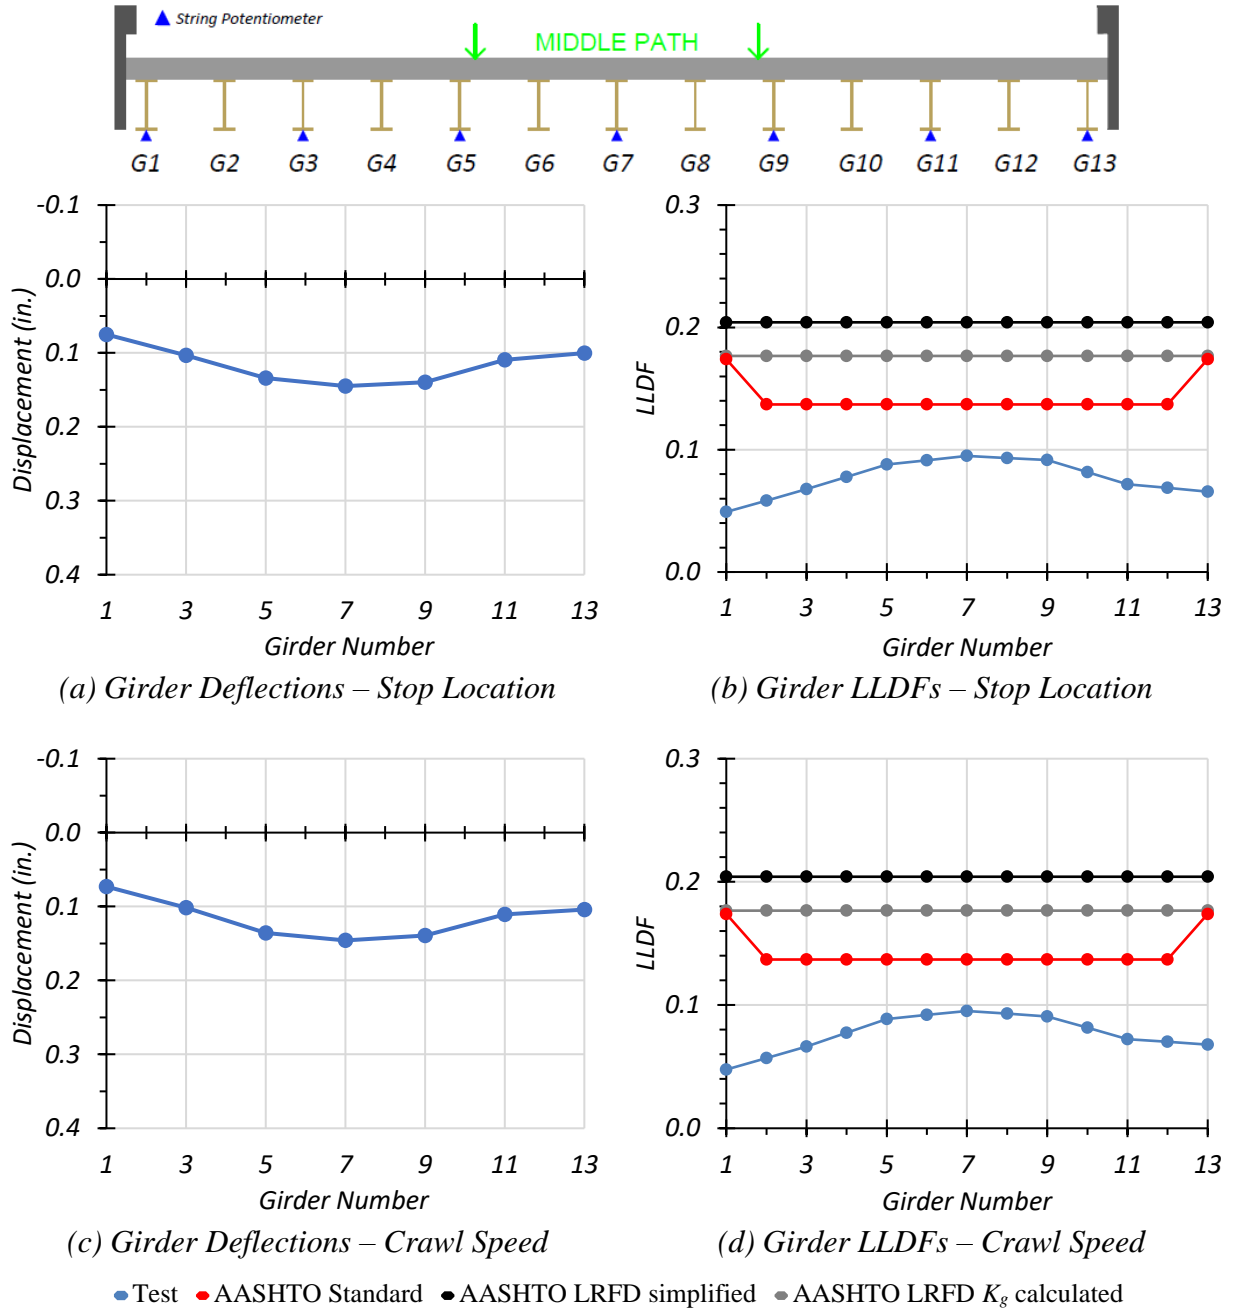 String Potentiometer
MIDDLE PATH
G1 G2 G3 G4 G5 G6 G7 G8 G9 G10 G11 G12 G13
-0.1
0.0
0.1
0.2
0.3
0.4
Displacement (in.)
1 3 5 7 9 11 13
Girder Number
(a) Girder Deflections – Stop Location
0.3
0.2
0.1
0.0
LLDF
1 3 5 7 9 11 13
Girder Number
(b) Girder LLDFs – Stop Location
-0.1
0.0
0.1
0.2
0.3
0.4
Displacement (in.)
1 3 5 7 9 11 13
Girder Number
(c) Girder Deflections – Crawl Speed
0.3
0.2
0.1
0.0
LLDF
1 3 5 7 9 11 13
Girder Number
(d) Girder LLDFs – Crawl Speed
Test AASHTO Standard AASHTO LRFD simplified AASHTO LRFD Kg calculated